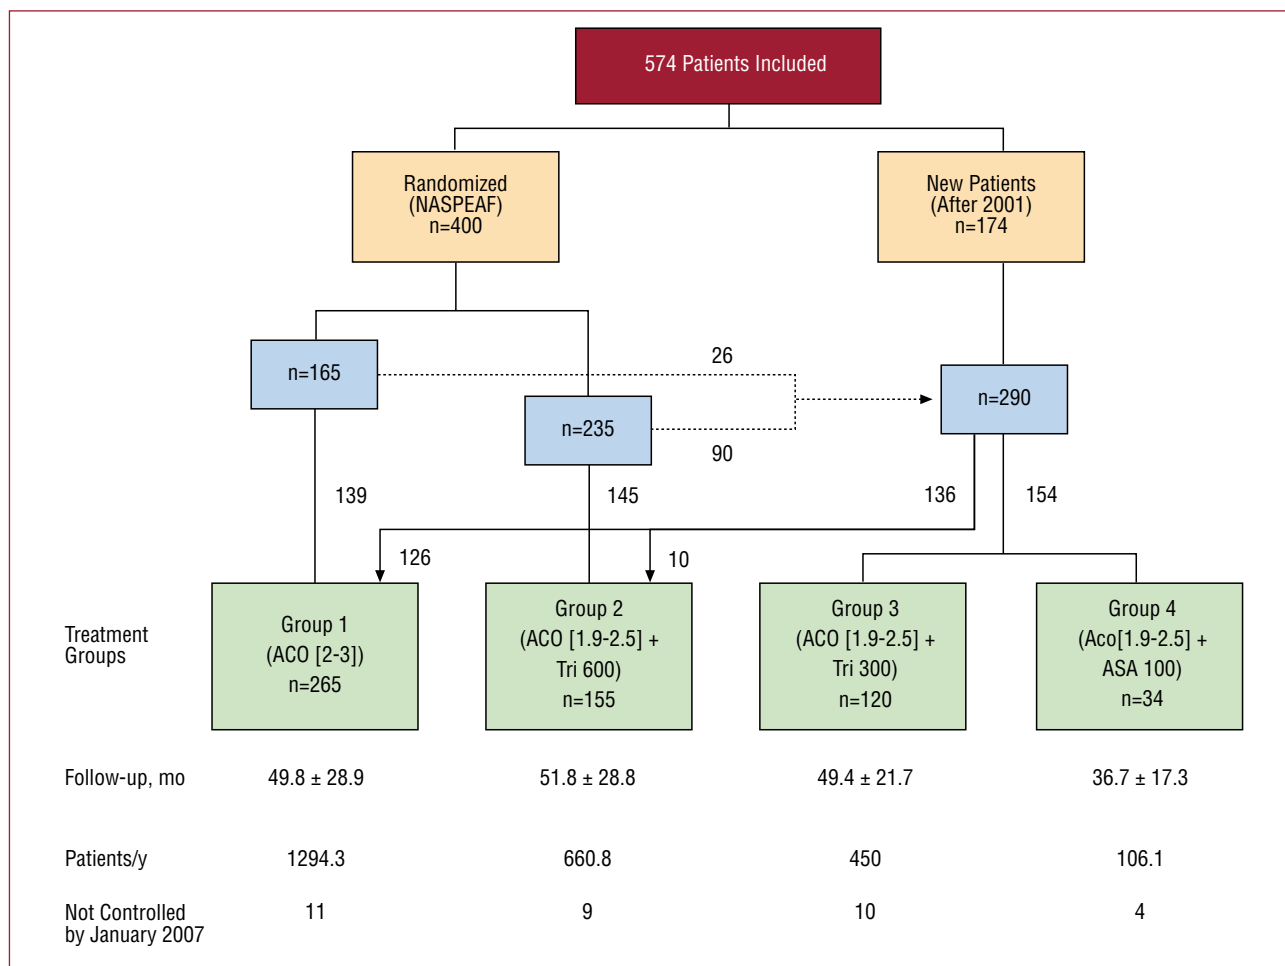 574 Patients Included
Randomized
(NASPEAF)
n=400
New Patients
(After 2001)
n=174
n=165
26
n=290
n=235
90
139
145
136
154
126
10
Treatment
Groups
Group 1
(ACO [2-3])
n=265
Group 2
(ACO [1.9-2.5] +
Tri 600)
n=155
Group 3
(ACO [1.9-2.5] +
Tri 300)
n=120
Group 4
(Aco[1.9-2.5] +
ASA 100)
n=34
Follow-up, mo
49.8 ± 28.9
51.8 ± 28.8
49.4 ± 21.7
36.7 ± 17.3
Patients/y
1294.3
660.8
450
106.1
Not Controlled
by January 2007
11
9
10
4